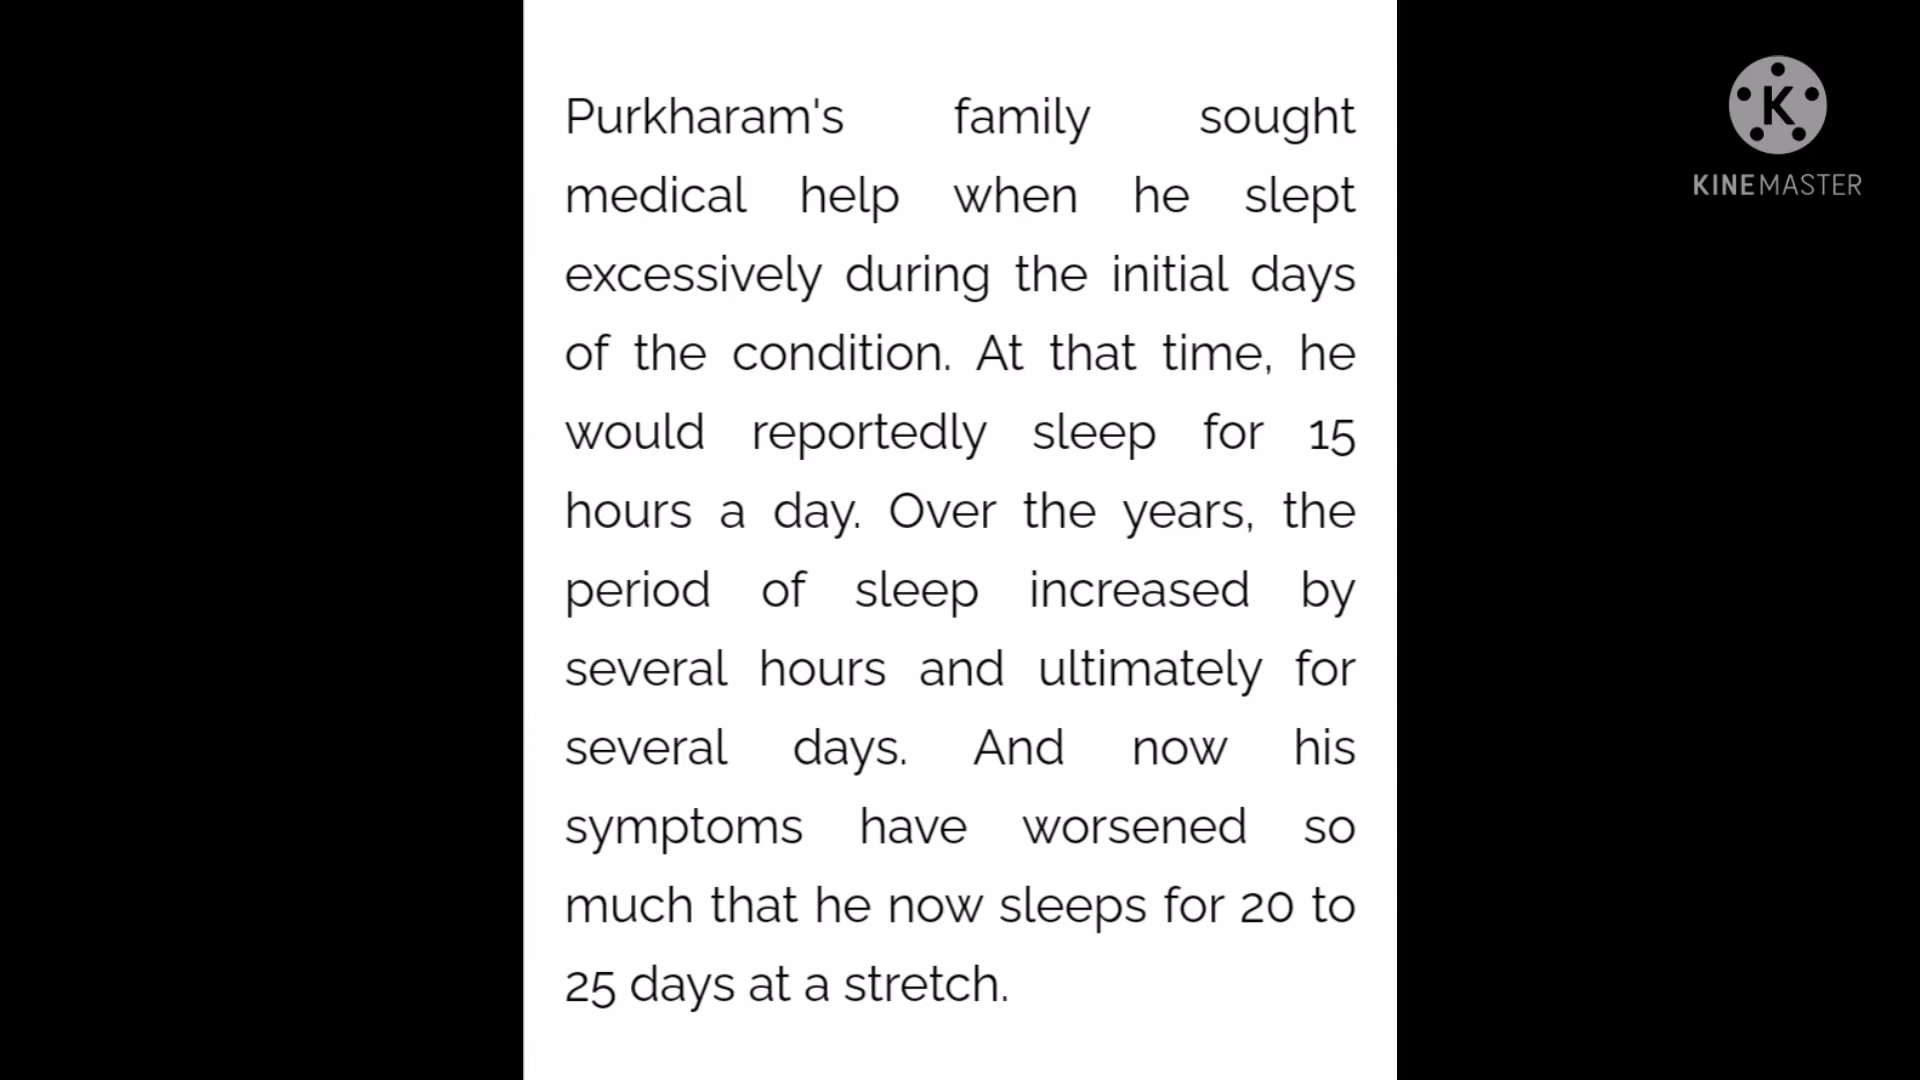 Purkharam's family sought
medical help when he slept
excessively during the initial days
of the condition. At that time, he
would reportedly sleep for 15
hours a day. Over the years, the
period of sleep increased by
several hours and ultimately for
several days. And now his
symptoms have worsened so
much that he now sleeps for 20 to
25 days at a stretch.
K
KINEMASTER